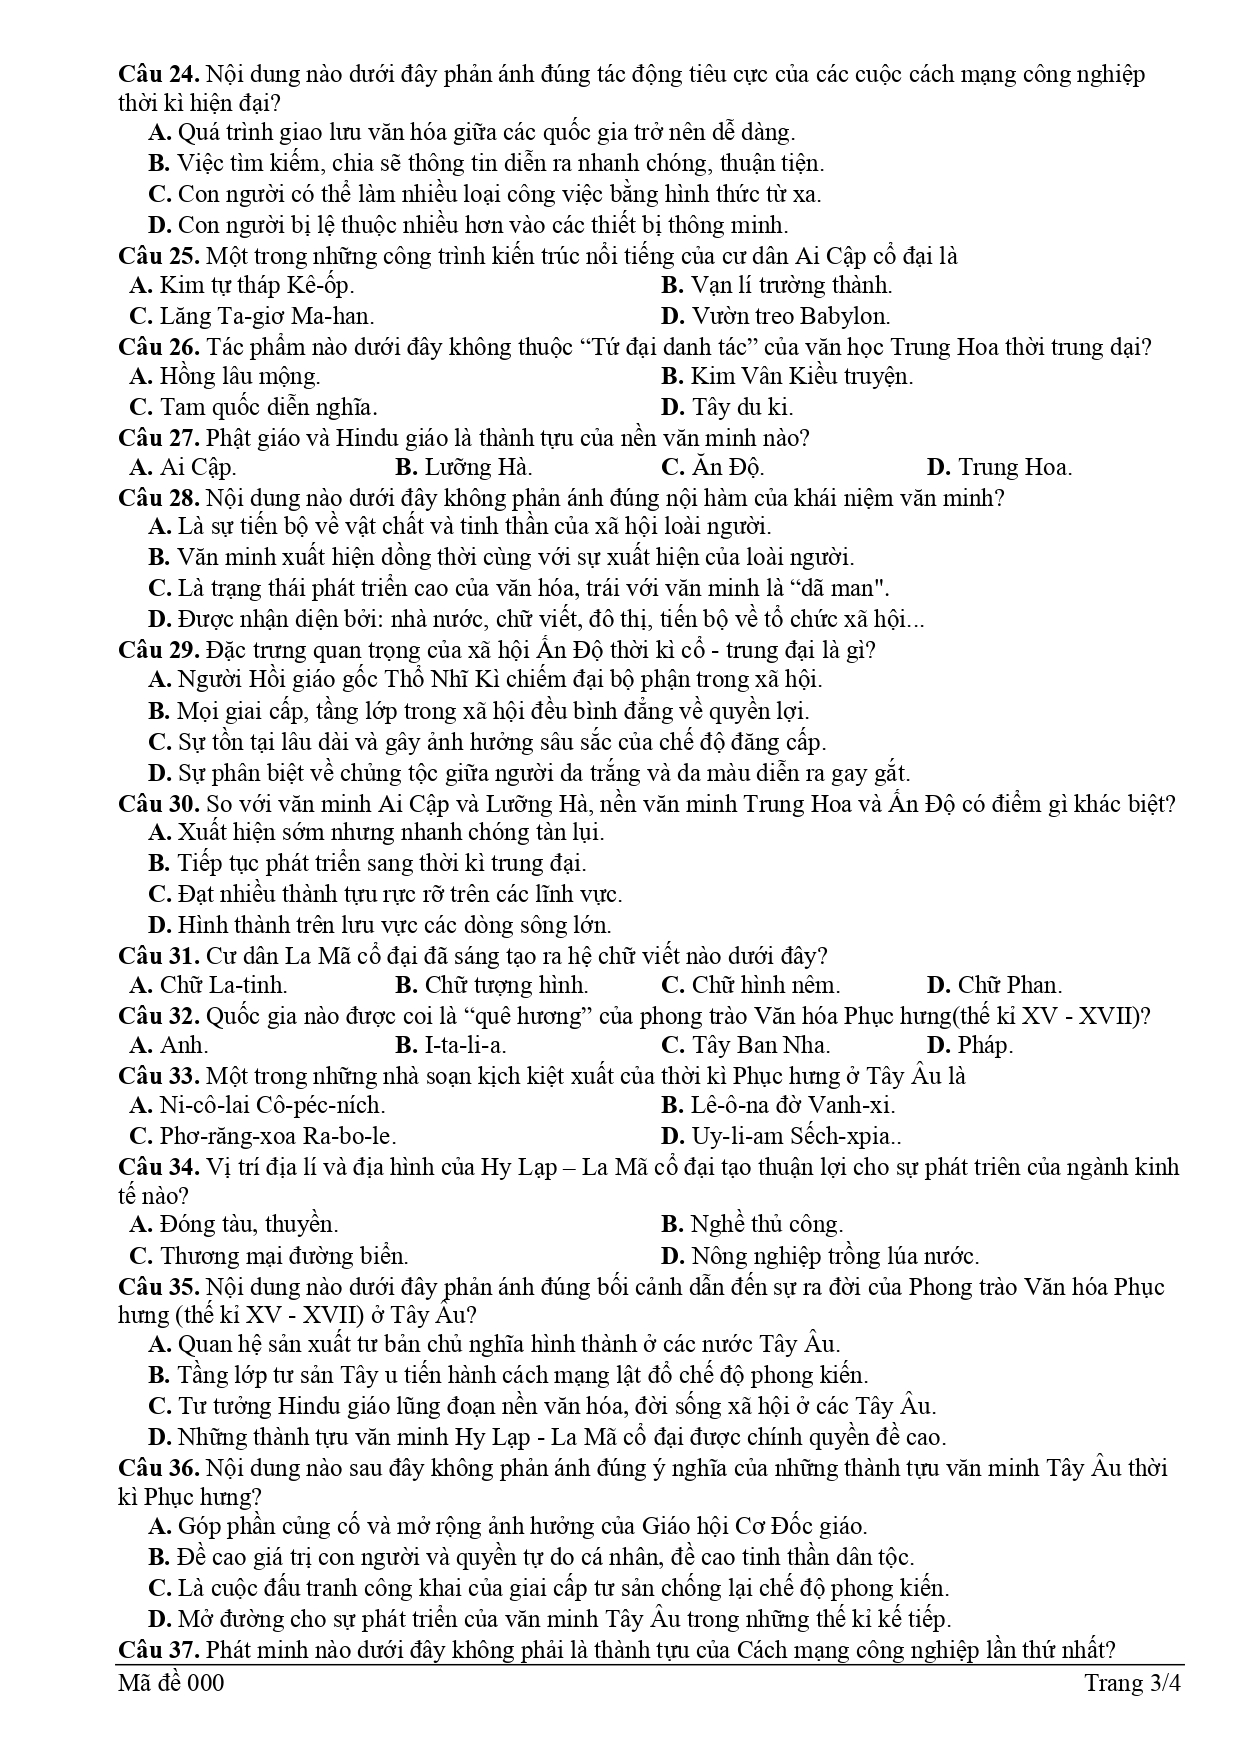 Câu 24. Nội dung nào dưới đây phản ánh đúng tác động tiêu cực của các cuộc cách mạng công nghiệp
thời kì hiện đại?
A. Quá trình giao lưu văn hóa giữa các quốc gia trở nên dễ dàng.
B. Việc tìm kiếm, chia sẽ thông tin diễn ra nhanh chóng, thuận tiện.
C. Con người có thể làm nhiều loại công việc bằng hình thức từ xa.
D. Con người bị lệ thuộc nhiều hơn vào các thiết bị thông minh.
Câu 25. Một trong những công trình kiến trúc nổi tiếng của cư dân Ai Cập cổ đại là
A. Kim tự tháp Kê-ốp. B. Vạn lí trường thành.
C. Lăng Ta-giơ Ma-han. D. Vườn treo Babylon.
Câu 26. Tác phẩm nào dưới đây không thuộc “Tứ đại danh tác” của văn học Trung Hoa thời trung dại?
A. Hồng lâu mộng. B. Kim Vân Kiều truyện.
C. Tam quốc diễn nghĩa. D. Tây du ki.
Câu 27. Phật giáo và Hindu giáo là thành tựu của nền văn minh nào?
A. Ai Cập. B. Lưỡng Hà. C. Ăn Độ. D. Trung Hoa.
Câu 28. Nội dung nào dưới đây không phản ánh đúng nội hàm của khái niệm văn minh?
A. Là sự tiến bộ về vật chất và tinh thần của xã hội loài người.
B. Văn minh xuất hiện dồng thời cùng với sự xuất hiện của loài người.
C. Là trạng thái phát triển cao của văn hóa, trái với văn minh là “dã man".
D. Được nhận diện bởi: nhà nước, chữ viết, đô thị, tiến bộ về tổ chức xã hội...
Câu 29. Đặc trưng quan trọng của xã hội Ấn Độ thời kì cổ - trung đại là gì?
A. Người Hồi giáo gốc Thổ Nhĩ Kì chiếm đại bộ phận trong xã hội.
B. Mọi giai cấp, tầng lớp trong xã hội đều bình đẳng về quyền lợi.
C. Sự tồn tại lâu dài và gây ảnh hưởng sâu sắc của chế độ đăng cấp.
D. Sự phân biệt về chủng tộc giữa người da trắng và da màu diễn ra gay gắt.
Câu 30. So với văn minh Ai Cập và Lưỡng Hà, nền văn minh Trung Hoa và Ấn Độ có điểm gì khác biệt?
A. Xuất hiện sớm nhưng nhanh chóng tàn lụi.
B. Tiếp tục phát triển sang thời kì trung đại.
C. Đạt nhiều thành tựu rực rỡ trên các lĩnh vực.
D. Hình thành trên lưu vực các dòng sông lớn.
Câu 31. Cư dân La Mã cổ đại đã sáng tạo ra hệ chữ viết nào dưới đây?
A. Chữ La-tinh. B. Chữ tượng hình. C. Chữ hình nêm. D. Chữ Phan.
Câu 32. Quốc gia nào được coi là “quê hương” của phong trào Văn hóa Phục hưng(thế kỉ XV - XVII)?
A. Anh. B. I-ta-li-a. C. Tây Ban Nha. D. Pháp.
Câu 33. Một trong những nhà soạn kịch kiệt xuất của thời kì Phục hưng ở Tây Âu là
A. Ni-cô-lai Cô-péc-ních. B. Lê-ô-na đờ Vanh-xi.
C. Phơ-răng-xoa Ra-bo-le. D. Uy-li-am Sếch-xpia..
Câu 34. Vị trí địa lí và địa hình của Hy Lạp – La Mã cổ đại tạo thuận lợi cho sự phát triên của ngành kinh
tế nào?
A. Đóng tàu, thuyền. B. Nghề thủ công.
C. Thương mại đường biển. D. Nông nghiệp trồng lúa nước.
Câu 35. Nội dung nào dưới đây phản ánh đúng bối cảnh dẫn đến sự ra đời của Phong trào Văn hóa Phục
hưng (thế kỉ XV - XVII) ở Tây Âu?
A. Quan hệ sản xuất tư bản chủ nghĩa hình thành ở các nước Tây Âu.
B. Tầng lớp tư sản Tây u tiến hành cách mạng lật đổ chế độ phong kiến.
C. Tư tưởng Hindu giáo lũng đoạn nền văn hóa, đời sống xã hội ở các Tây Âu.
D. Những thành tựu văn minh Hy Lạp - La Mã cổ đại được chính quyền đề cao.
Câu 36. Nội dung nào sau đây không phản ánh đúng ý nghĩa của những thành tựu văn minh Tây Âu thời
kì Phục hưng?
A. Góp phần củng cố và mở rộng ảnh hưởng của Giáo hội Cơ Đốc giáo.
B. Đề cao giá trị con người và quyền tự do cá nhân, đề cao tinh thần dân tộc.
C. Là cuộc đấu tranh công khai của giai cấp tư sản chống lại chế độ phong kiến.
D. Mở đường cho sự phát triển của văn minh Tây Âu trong những thế kỉ kế tiếp.
Câu 37. Phát minh nào dưới đây không phải là thành tựu của Cách mạng công nghiệp lần thứ nhất?
Mã đề 000 Trang 3/4